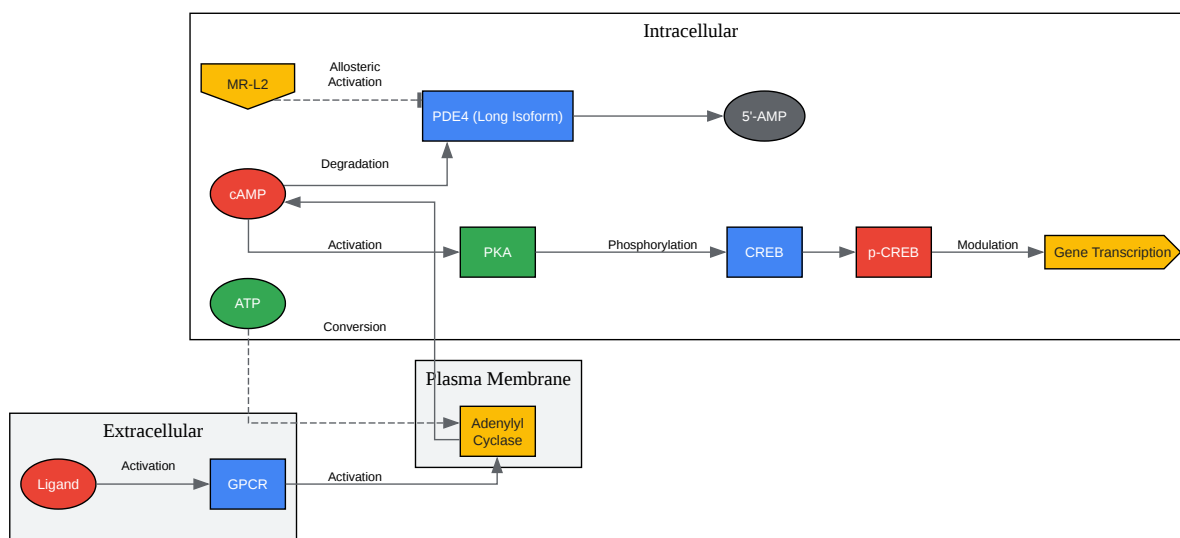 Intracellular
MR-L2
Allosteric
Activation
PDE4 (Long Isoform)
5'-AMP
Degradation
cAMP
Activation
PKA
Phosphorylation
CREB
p-CREB
Modulation
Gene Transcription
ATP
Conversion
Plasma Membrane
Adenylyl
Cyclase
Extracellular
Ligand
Activation
GPCR
Activation